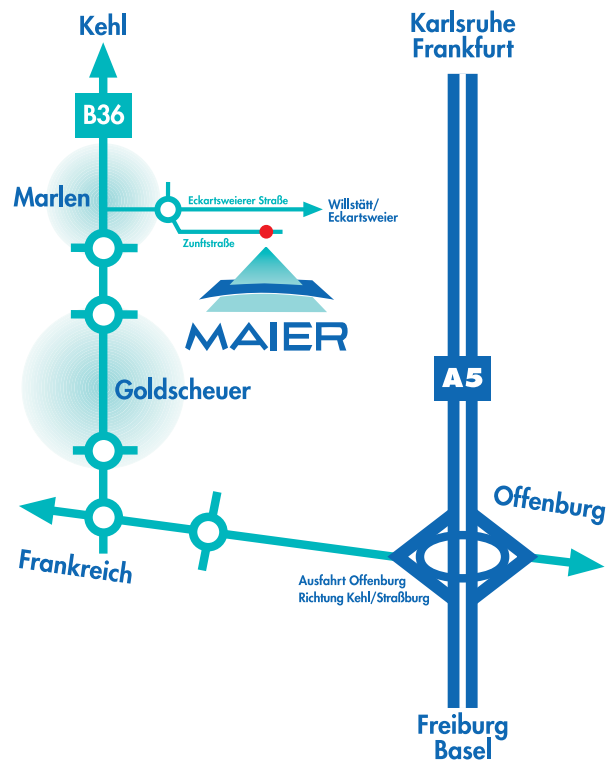 Kehl
Karlsruhe
Frankfurt
B36
Marlen
Eckartsweierer Straße
Willstätt/
Eckartsweier
Zunftstraße
MAIER
A5
Goldscheuer
Offenburg
Frankreich
Ausfahrt Offenburg
Richtung Kehl/Straßburg
Freiburg
Basel